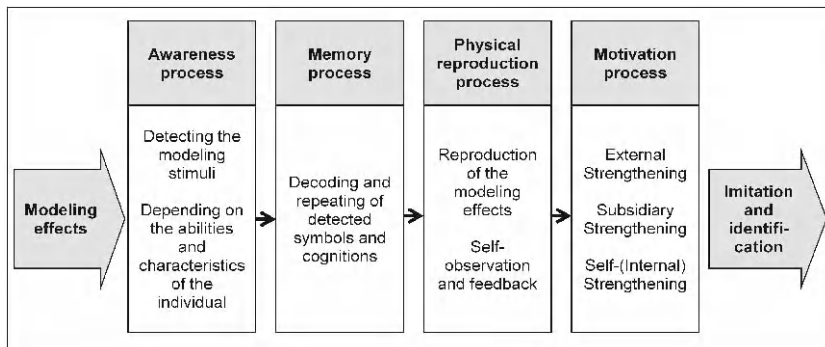 Modeling
effects
Awareness
process
Detecting the
modeling
stimuli
Depending on
the abilities
and
characteristics
of the
individual
Memory
process
Decoding and
repeating of
detected
symbols and
cognitions
Physical
reproduction
process
Reproduction
of the
modeling
effects
Self-
observation
and feedback
Motivation
process
External
Strengthening
Subsidiary
Strengthening
Self-(Internal)
Strengthening
Imitation
and
identifi-
cation